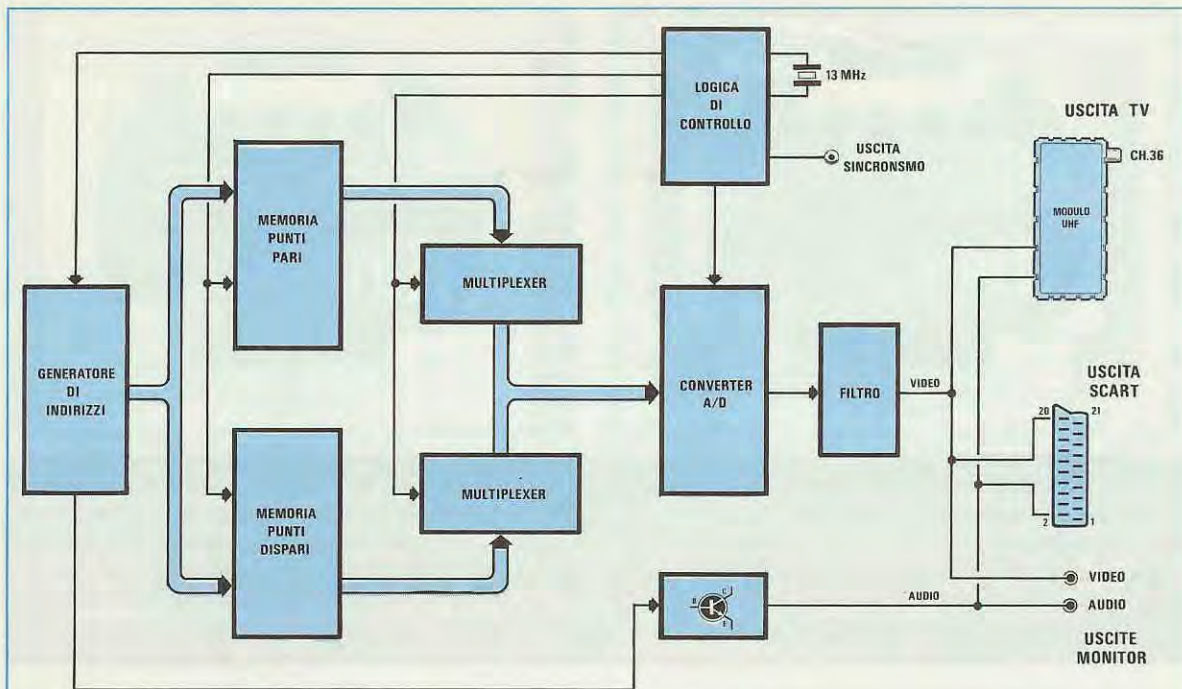 LOGICA
DI
CONTROLLO
13 MHz
USCITA
SINCRONSMO
USCITA TV
CH.36
MODULO
UHF
MEMORIA
PUNTI
PARI
MULTIPLEXER
GENERATORE
DI
INDIRIZZI
CONVERTER
A/D
FILTRO
VIDEO
USCITA
SCART
20
21
2
1
MULTIPLEXER
MEMORIA
PUNTI
DISPARI
B
C
E
AUDIO
VIDEO
AUDIO
USCITE
MONITOR